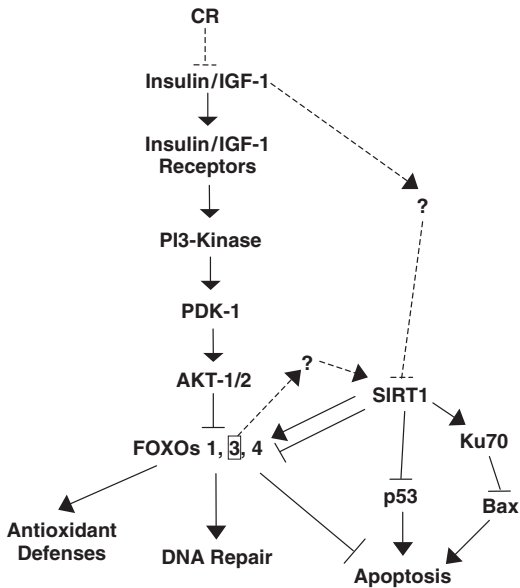 CR
Insulin/IGF-1
Insulin/IGF-1
Receptors
?
PI3-Kinase
PDK-1
?
AKT-1/2
SIRT1
FOXOs 1, 3, 4
Ku70
p53
Bax
Antioxidant
Defenses
DNA Repair
Apoptosis